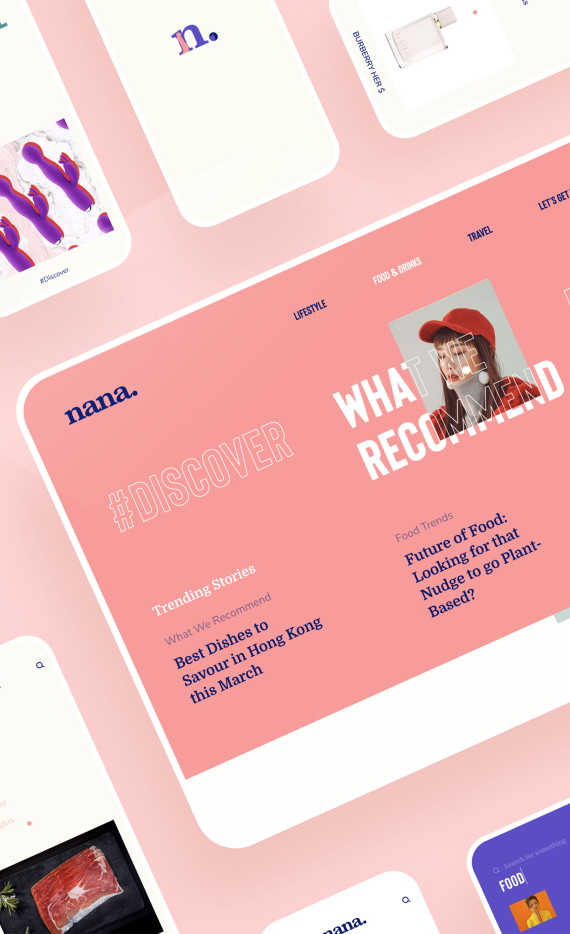 n.
BURBERRY HER $
#Discover
LIFESTYLE
FOOD & DRINKS
TRAVEL
LET'S GET
nana.
#DISCOVER
WHAT WE
RECOMMEND
Trending Stories
What We Recommend
Best Dishes to
Savour in Hong Kong
this March
Food Trends
Future of Food:
Looking for that
Nudge to go Plant-
Based?
nana.
Search for something
FOOD